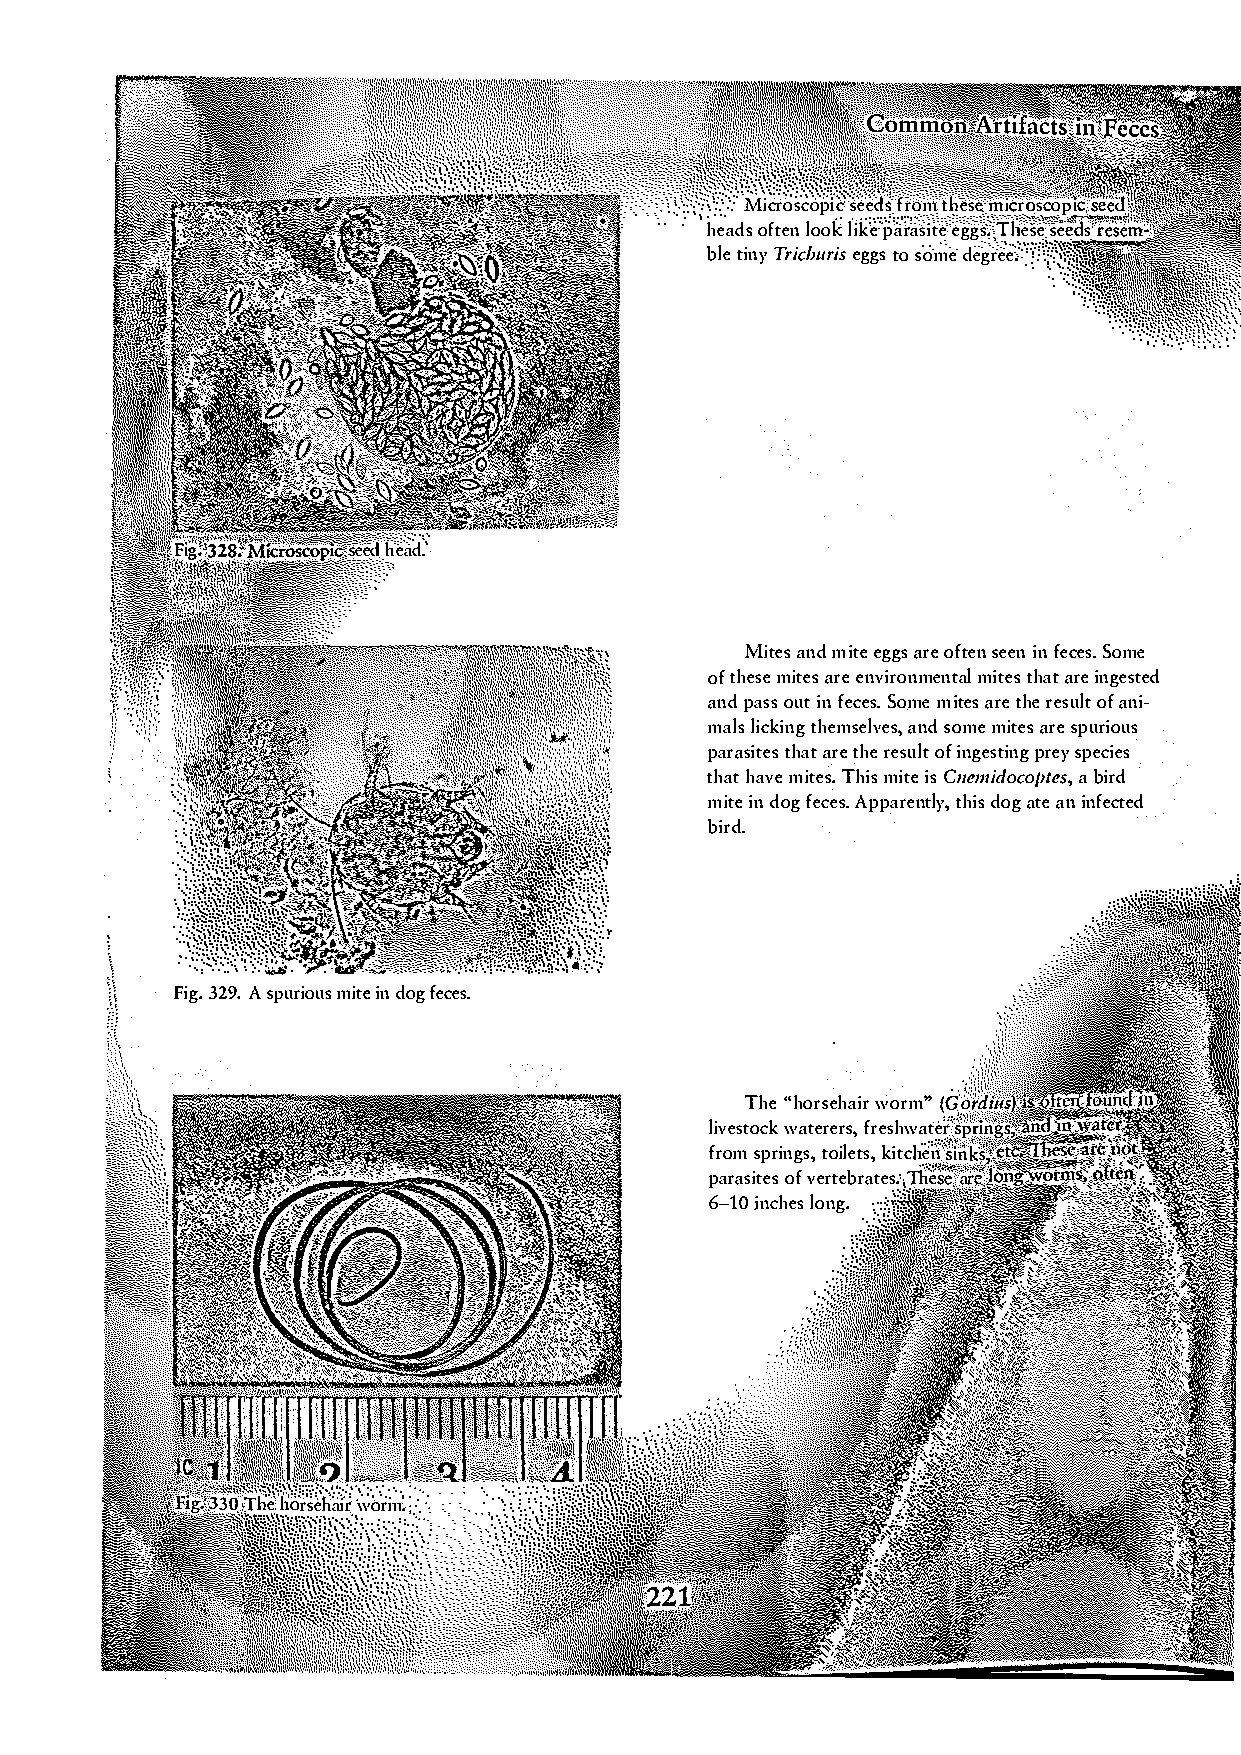 Common Artifacts in Feces
Microscopic seeds from these microscopic seed
heads often look like parasite eggs. These seeds resem-
ble tiny Trichuris eggs to some degree.
Fig. 328. Microscopic seed head.
Mites and mite eggs are often seen in feces. Some
of these mites are environmental mites that are ingested
and pass out in feces. Some mites are the result of ani-
mals licking themselves, and some mites are spurious
parasites that are the result of ingesting prey species
that have mites. This mite is Cnemidocoptes, a bird
mite in dog feces. Apparently, this dog ate an infected
bird.
Fig. 329. A spurious mite in dog feces.
The “horsehair worm” (Gordius) is often found in
livestock waterers, freshwater springs, and in water
from springs, toilets, kitchen sinks, etc. These are not
parasites of vertebrates. These are long worms, often
6–10 inches long.
1 2 3 4
Fig. 330 The horsehair worm.
221